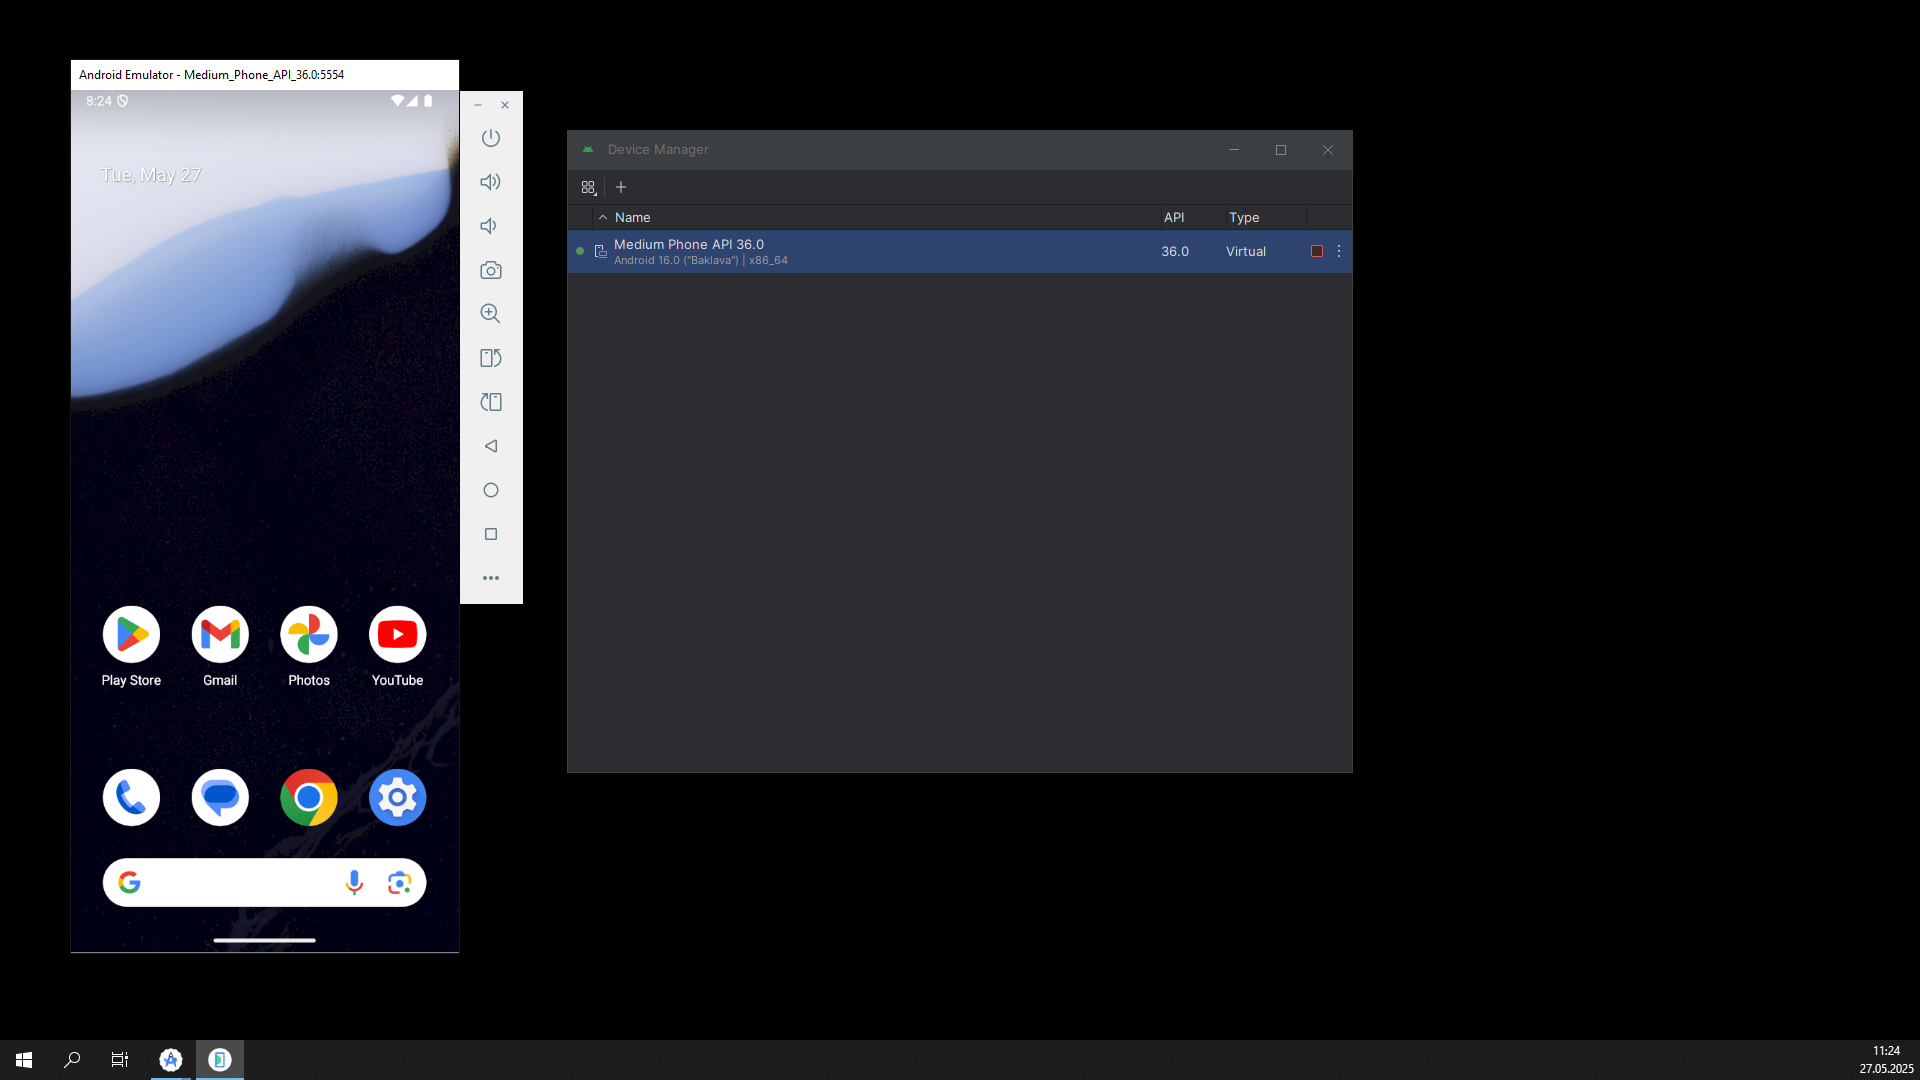 Android Emulator - Medium_Phone_API_36.0:5554
8:24
Tue, May 27
Play Store
Gmail
Photos
YouTube
Device Manager
Name
API
Type
Medium Phone API 36.0
Android 16.0 ("Baklava") | x86_64
36.0
Virtual
11:24
27.05.2025